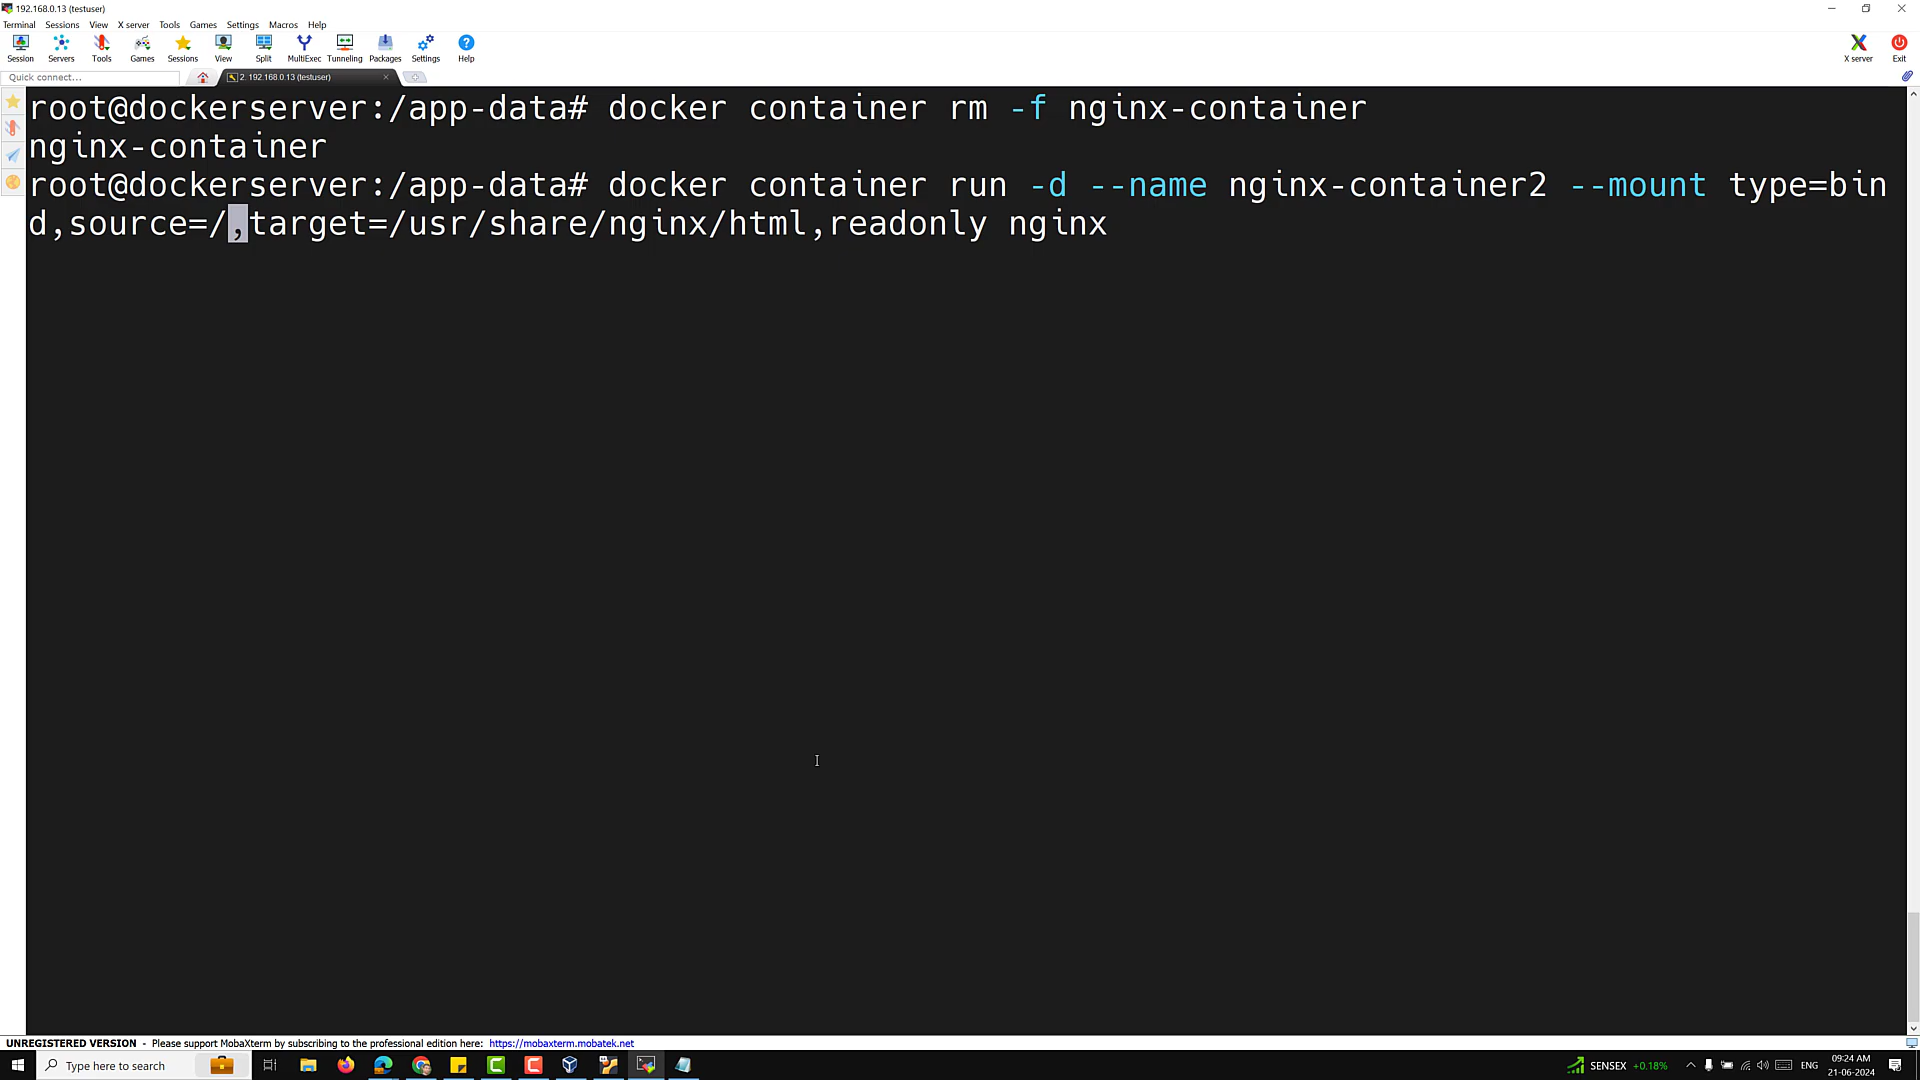 192.168.0.13 (testuser)
Terminal Sessions View X server Tools Games Settings Macros Help
Session Servers Tools Games Sessions View Split MultiExec Tunneling Packages Settings Help X server Exit
Quick connect... 2. 192.168.0.13 (testuser)
root@dockerserver:/app-data# docker container rm -f nginx-container
nginx-container
root@dockerserver:/app-data# docker container run -d --name nginx-container2 --mount type=bin
d,source=/,target=/usr/share/nginx/html,readonly nginx
UNREGISTERED VERSION - Please support MobaXterm by subscribing to the professional edition here: https://mobaxterm.mobatek.net
Type here to search SENSEX +0.18% ENG 09:24 AM
21-06-2024